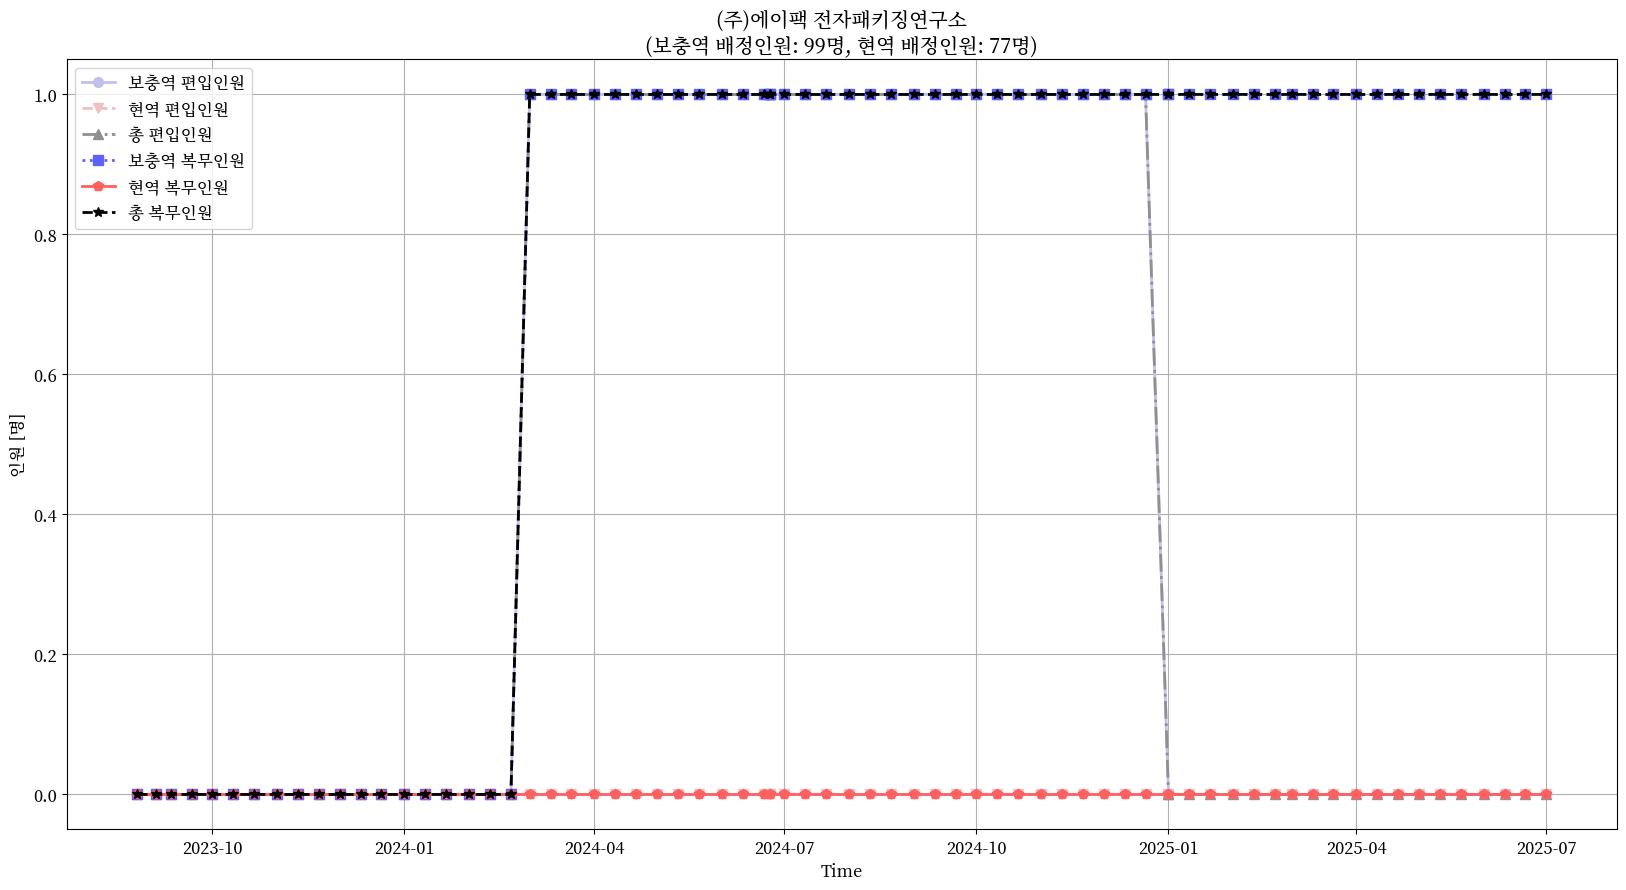 (주)에이팩 전자패키징연구소
(보충역 배정인원: 99명, 현역 배정인원: 77명)
보충역 편입인원
현역 편입인원
총 편입인원
보충역 복무인원
현역 복무인원
총 복무인원
1.0
0.8
0.6
0.4
0.2
0.0
인원 [명]
2023-10
2024-01
2024-04
2024-07
2024-10
2025-01
2025-04
2025-07
Time